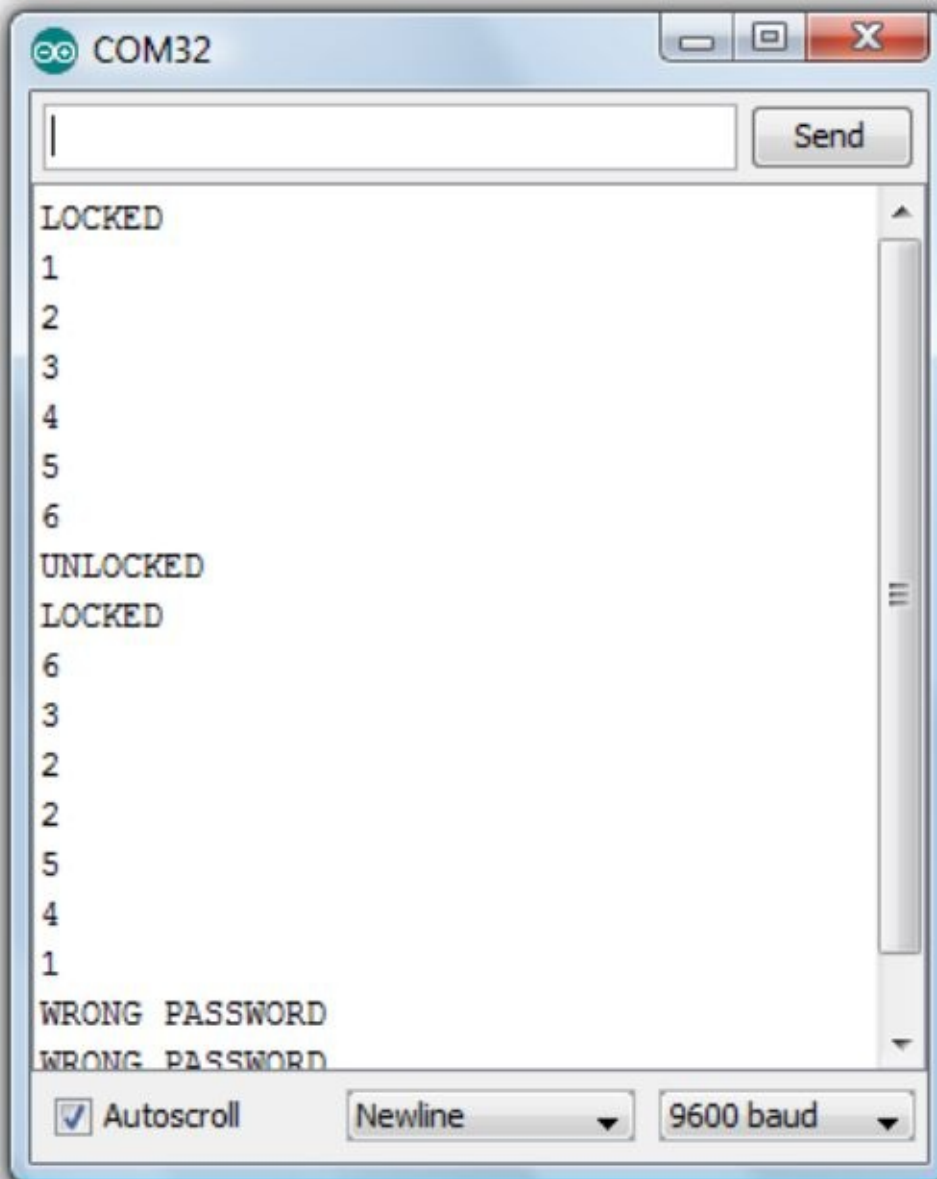 COM32
Send
LOCKED
1
2
3
4
5
6
UNLOCKED
LOCKED
6
3
2
2
5
4
1
WRONG PASSWORD
WRONG PASSWORD
Autoscroll
Newline
9600 baud